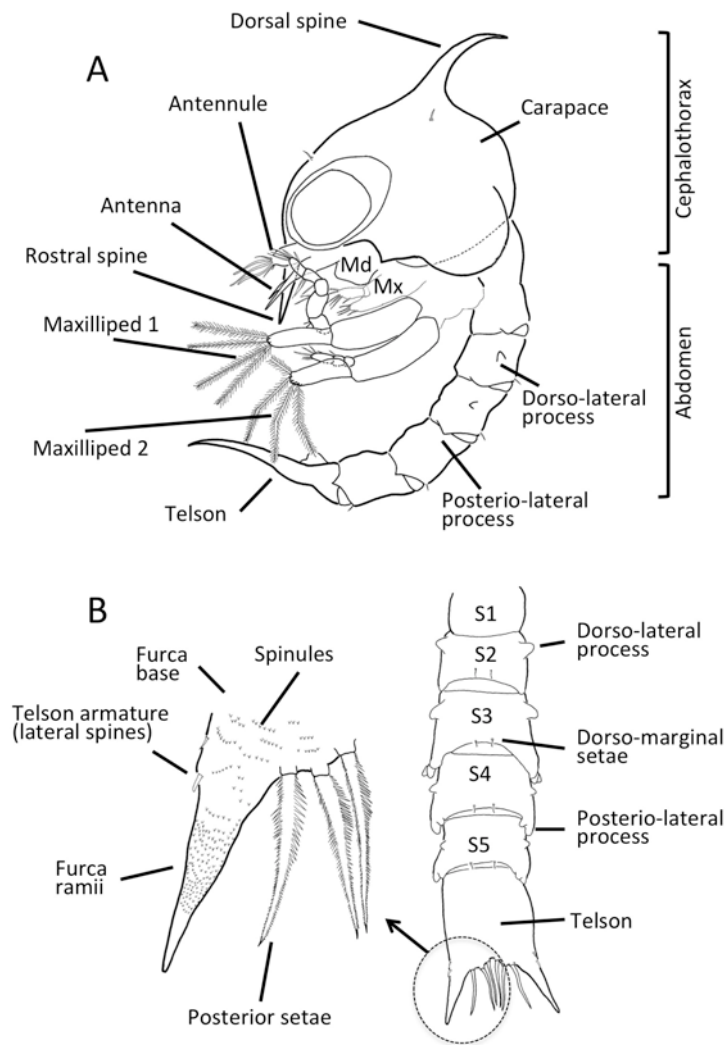 Dorsal spine
A
Antennule
Carapace
Cephalothorax
Antenna
Rostral spine
Md
Mx
Maxilliped 1
Dorso-lateral
process
Abdomen
Maxilliped 2
Posterio-lateral
process
Telson
B
S1
Dorso-lateral
process
Furca
base
Spinules
S2
Telson armature
(lateral spines)
S3
Dorso-marginal
setae
S4
Posterio-lateral
process
S5
Furca
ramii
Telson
Posterior setae